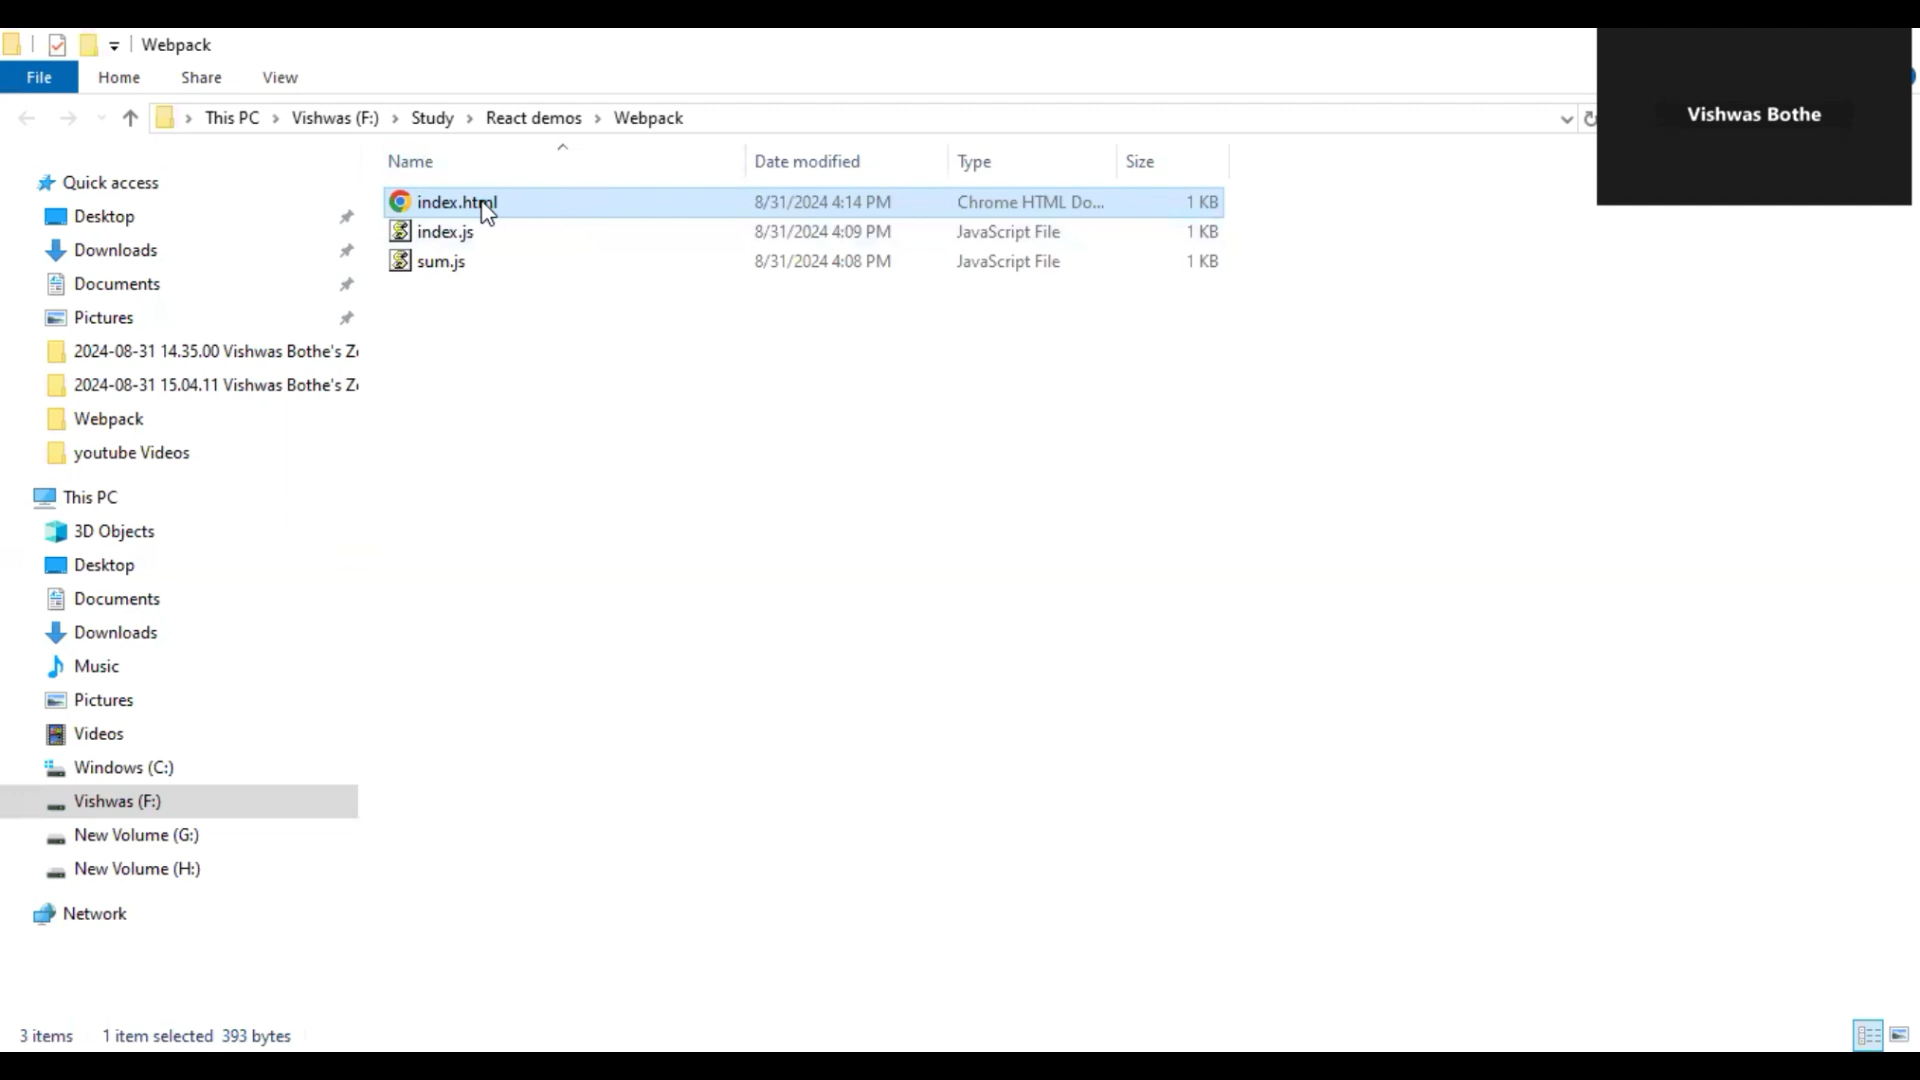 Webpack
File Home Share View
This PC Vishwas (F:) Study React demos Webpack
Vishwas Bothe
Name Date modified Type Size
index.html 8/31/2024 4:14 PM Chrome HTML Do... 1 KB
index.js 8/31/2024 4:09 PM JavaScript File 1 KB
sum.js 8/31/2024 4:08 PM JavaScript File 1 KB
Quick access
Desktop
Downloads
Documents
Pictures
2024-08-31 14.35.00 Vishwas Bothe's Z
2024-08-31 15.04.11 Vishwas Bothe's Z
Webpack
youtube Videos
This PC
3D Objects
Desktop
Documents
Downloads
Music
Pictures
Videos
Windows (C:)
Vishwas (F:)
New Volume (G:)
New Volume (H:)
Network
3 items 1 item selected 393 bytes